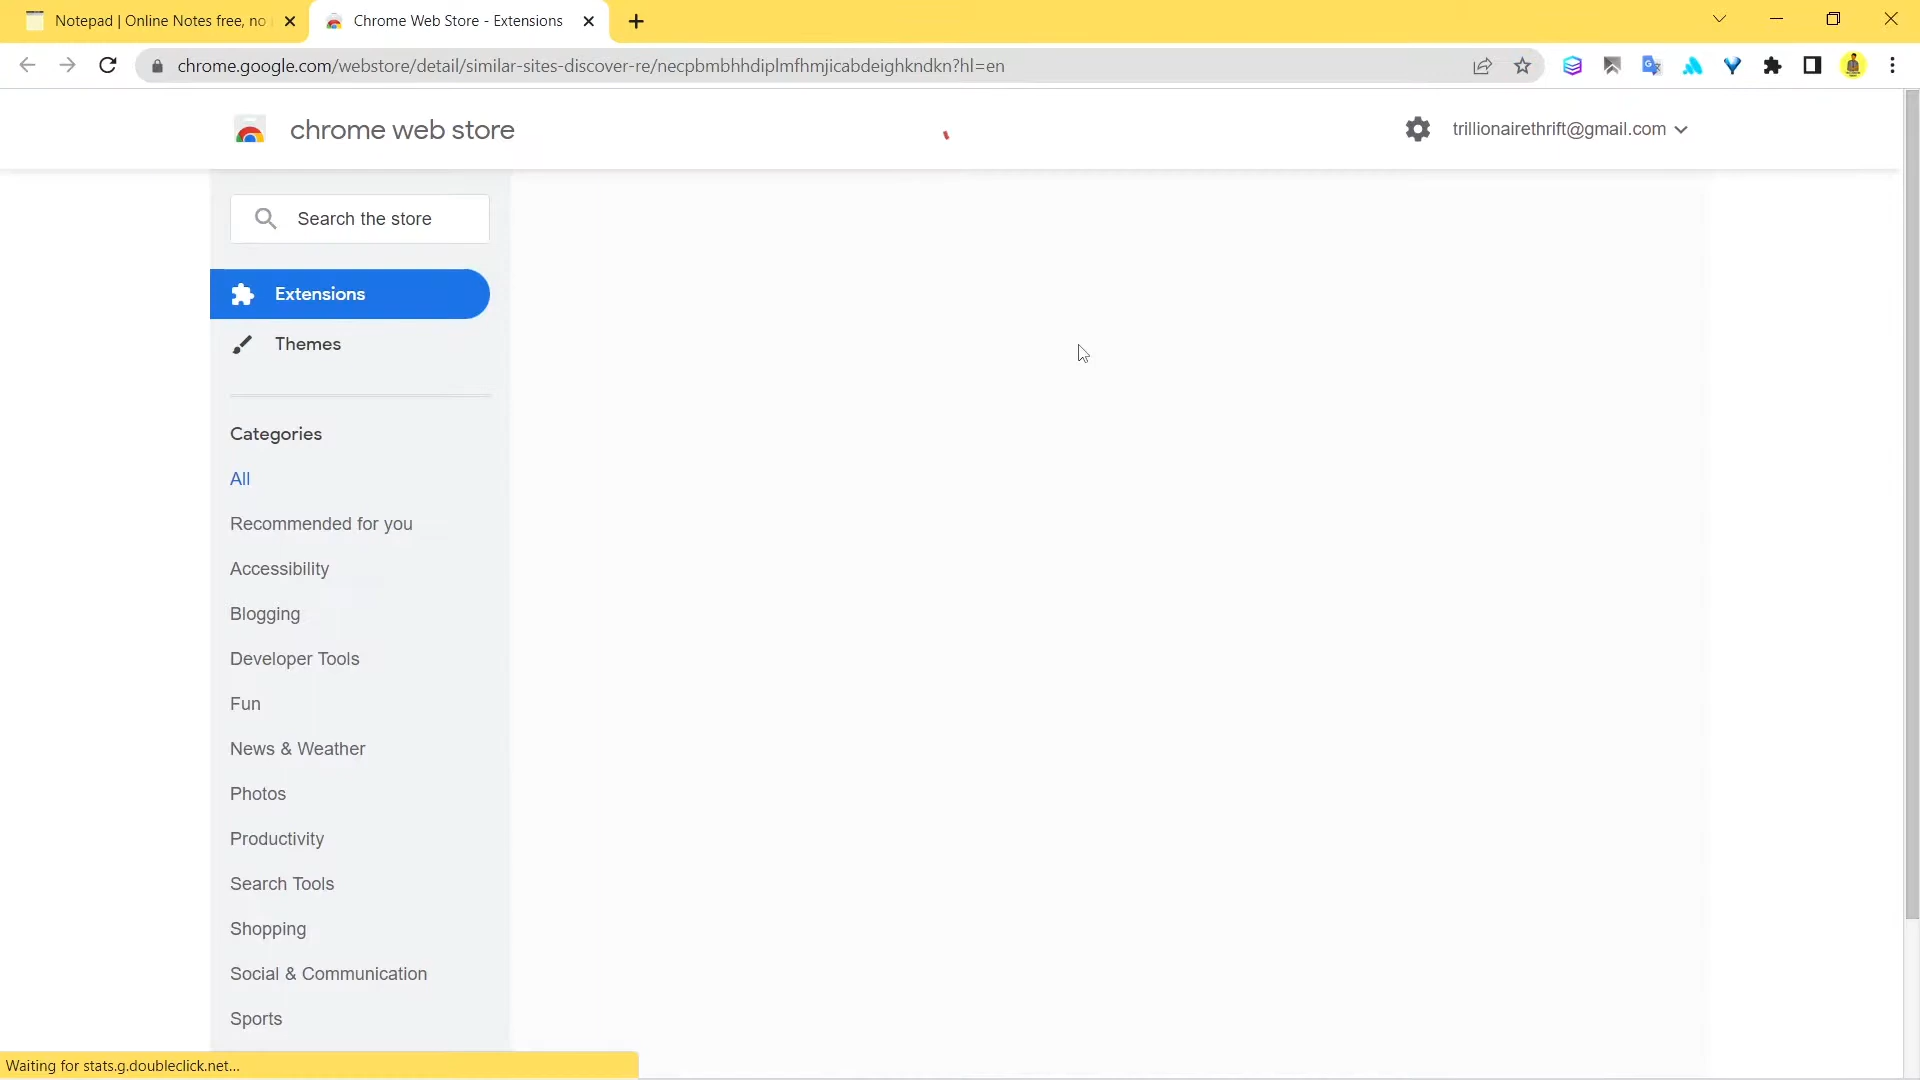 Notepad | Online Notes free, no
Chrome Web Store - Extensions
chrome.google.com/webstore/detail/similar-sites-discover-re/necpbmbhhdiplmfhmjicabdeighkndkn?hl=en
chrome web store
trillionairethrift@gmail.com
Search the store
Extensions
Themes
Categories
All
Recommended for you
Accessibility
Blogging
Developer Tools
Fun
News & Weather
Photos
Productivity
Search Tools
Shopping
Social & Communication
Sports
Waiting for stats.g.doubleclick.net...